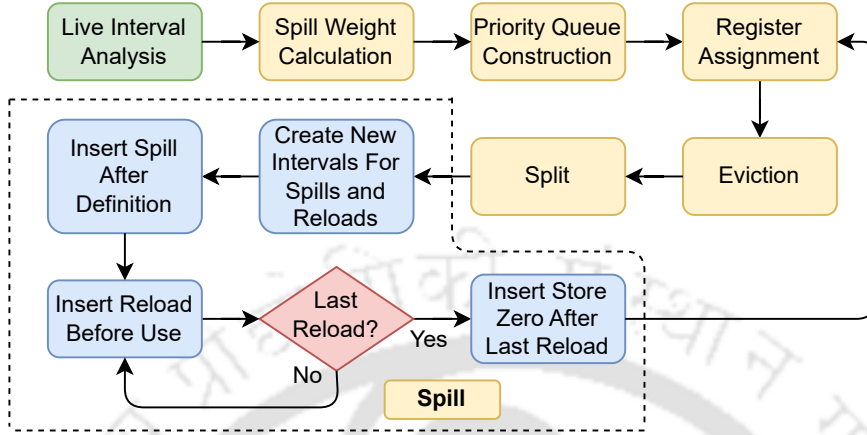 Live Interval
Analysis
Spill Weight
Calculation
Priority Queue
Construction
Register
Assignment
Insert Spill
After
Definition
Create New
Intervals For
Spills and
Reloads
Split
Eviction
Insert Reload
Before Use
Last
Reload?
Yes
No
Insert Store
Zero After
Last Reload
Spill